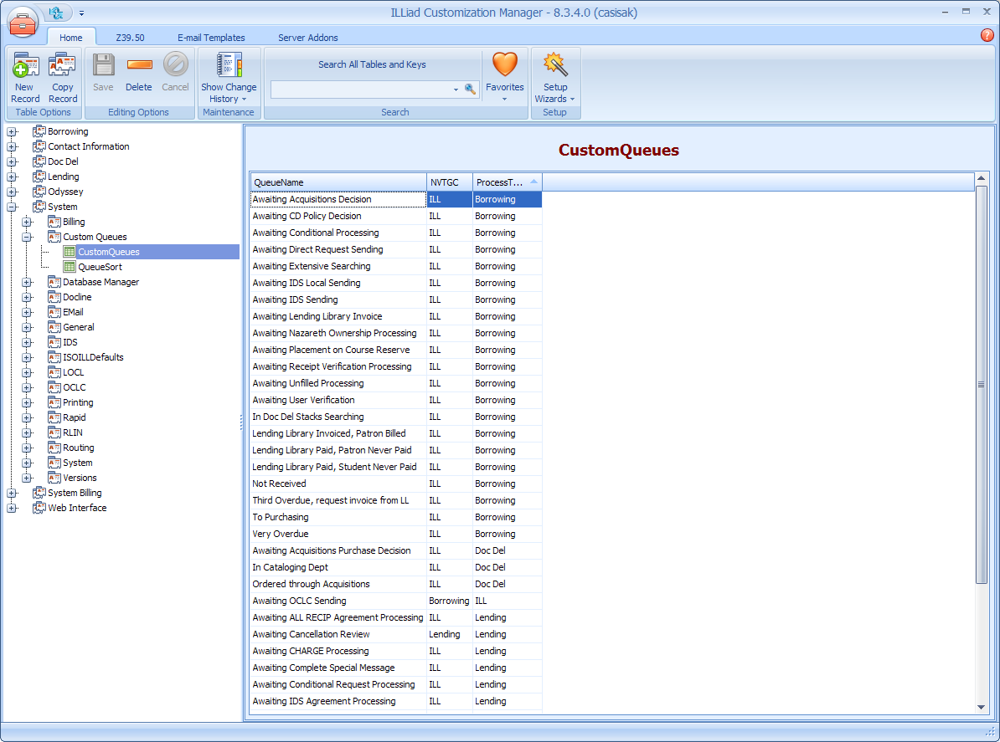 ILLiad Customization Manager - 8.3.4.0 (casisak)
Home Z39.50 E-mail Templates Server Addons
New Record
Copy Record
Table Options
Save
Delete
Cancel
Editing Options
Show Change History
Maintenance
Search All Tables and Keys
Favorites
Search
Setup Wizards
Setup
Borrowing
Contact Information
Doc Del
Lending
Odyssey
System
Billing
Custom Queues
CustomQueues
QueueSort
Database Manager
Docline
EMail
General
IDS
ISOILLDefaults
LOCL
OCLC
Printing
Rapid
RLIN
Routing
System
Versions
System Billing
Web Interface
CustomQueues
QueueName NVTGC ProcessT...
Awaiting Acquisitions Decision ILL Borrowing
Awaiting CD Policy Decision ILL Borrowing
Awaiting Conditional Processing ILL Borrowing
Awaiting Direct Request Sending ILL Borrowing
Awaiting Extensive Searching ILL Borrowing
Awaiting IDS Local Sending ILL Borrowing
Awaiting IDS Sending ILL Borrowing
Awaiting Lending Library Invoice ILL Borrowing
Awaiting Nazareth Ownership Processing ILL Borrowing
Awaiting Placement on Course Reserve ILL Borrowing
Awaiting Receipt Verification Processing ILL Borrowing
Awaiting Unfilled Processing ILL Borrowing
Awaiting User Verification ILL Borrowing
In Doc Del Stacks Searching ILL Borrowing
Lending Library Invoiced, Patron Billed ILL Borrowing
Lending Library Paid, Patron Never Paid ILL Borrowing
Lending Library Paid, Student Never Paid ILL Borrowing
Not Received ILL Borrowing
Third Overdue, request invoice from LL ILL Borrowing
To Purchasing ILL Borrowing
Very Overdue ILL Borrowing
Awaiting Acquisitions Purchase Decision ILL Doc Del
In Cataloging Dept ILL Doc Del
Ordered through Acquisitions ILL Doc Del
Awaiting OCLC Sending Borrowing ILL
Awaiting ALL RECIP Agreement Processing ILL Lending
Awaiting Cancellation Review Lending Lending
Awaiting CHARGE Processing ILL Lending
Awaiting Complete Special Message ILL Lending
Awaiting Conditional Request Processing ILL Lending
Awaiting IDS Agreement Processing ILL Lending